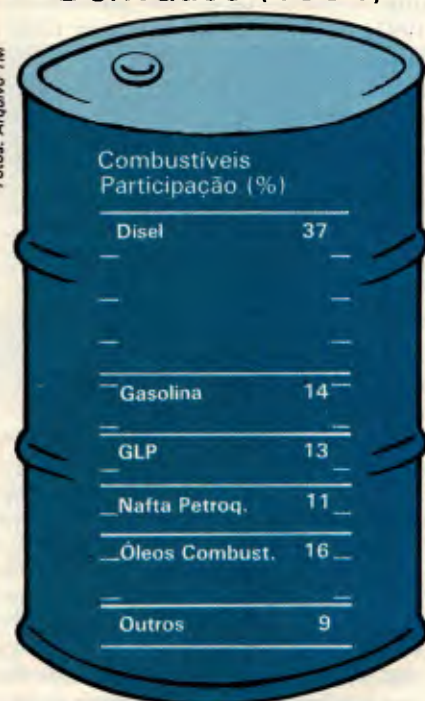 Combustíveis
Participação (%)
Disel 37
Gasolina 14
GLP 13
Nafta Petroq. 11
Óleos Combust. 16
Outros 9